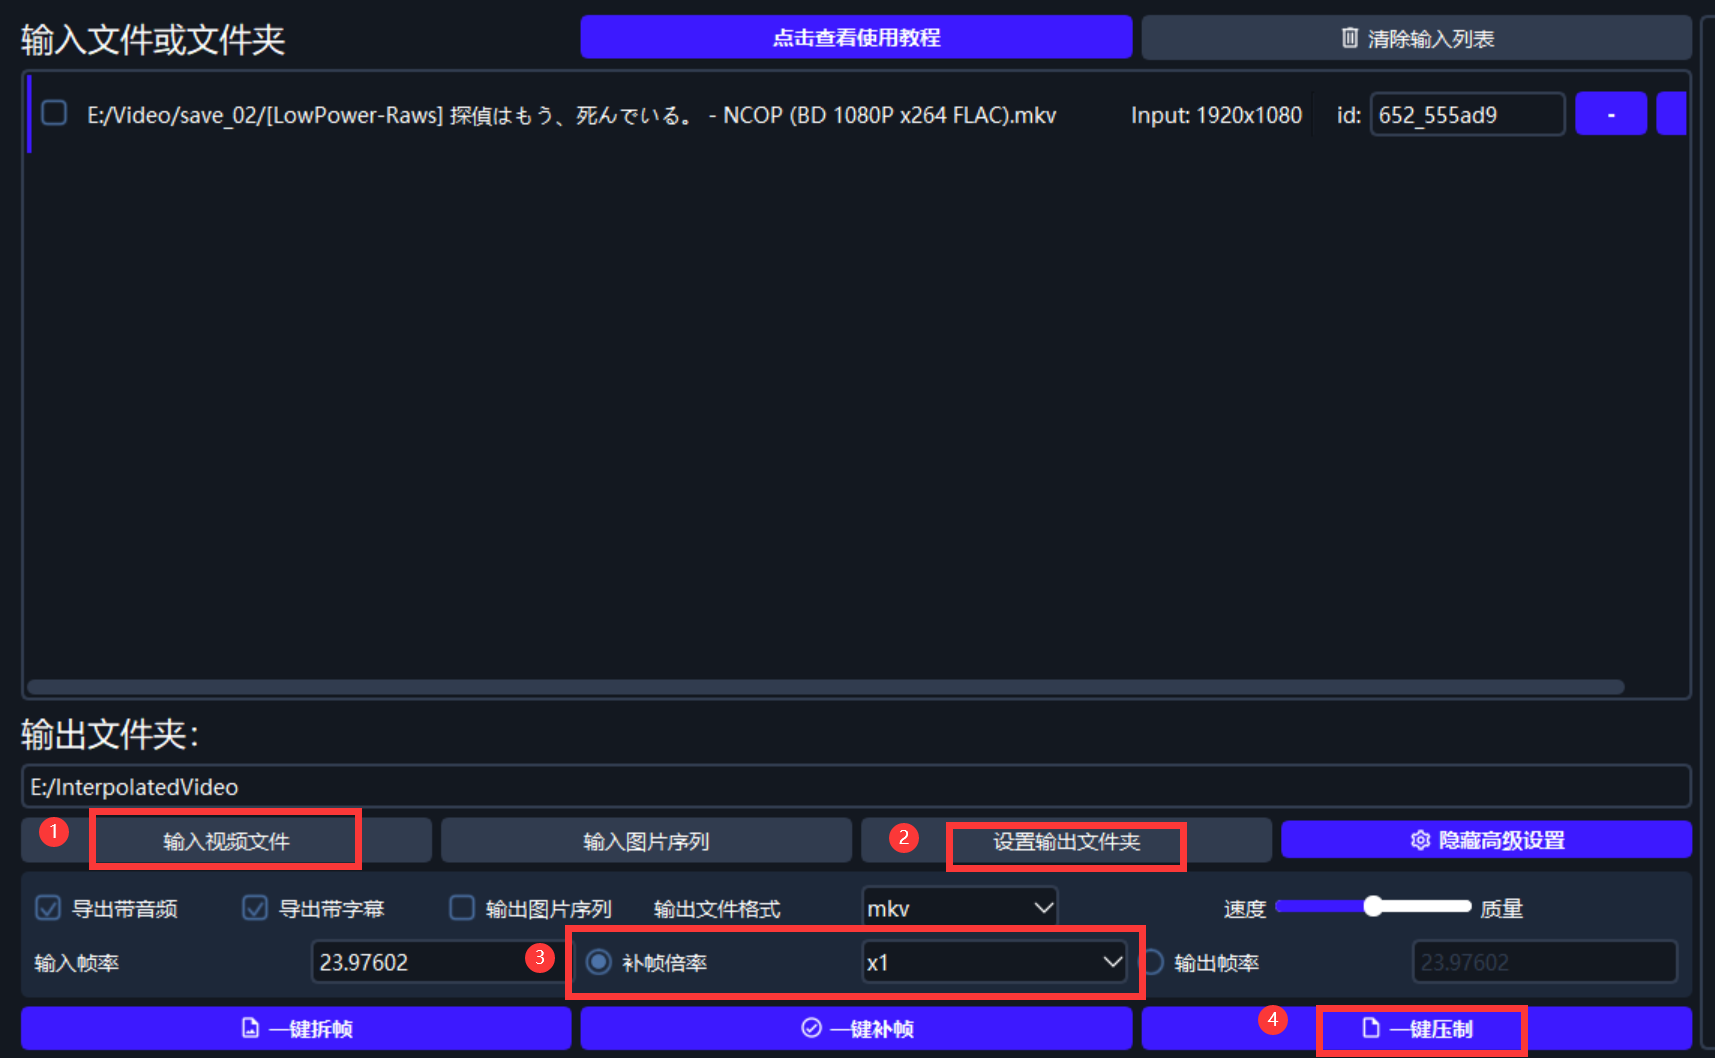 输入文件或文件夹
点击查看使用教程
清除输入列表
E:/Video/save_02/[LowPower-Raws] 探偵はもう、死んでいる。 - NCOP (BD 1080P x264 FLAC).mkv
Input: 1920x1080
id: 652_555ad9
-
输出文件夹：
E:/InterpolatedVideo
1 输入视频文件
输入图片序列
2 设置输出文件夹
隐藏高级设置
导出带音频
导出带字幕
输出图片序列
输出文件格式 mkv
速度 质量
输入帧率 23.97602
3 补帧倍率 x1
输出帧率 23.97602
一键拆帧
一键补帧
4 一键压制